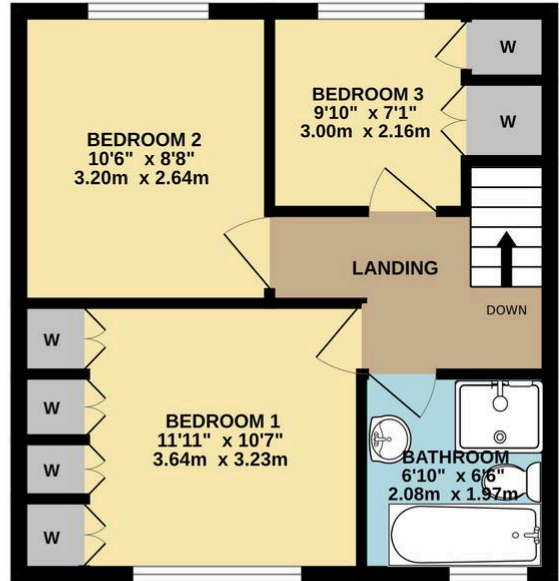 BEDROOM 2
10'6" x 8'8"
3.20m x 2.64m
BEDROOM 3
9'10" x 7'1"
3.00m x 2.16m
W
W
LANDING
DOWN
W
W
W
W
BEDROOM 1
11'11" x 10'7"
3.64m x 3.23m
BATHROOM
6'10" x 6'6"
2.08m x 1.97m